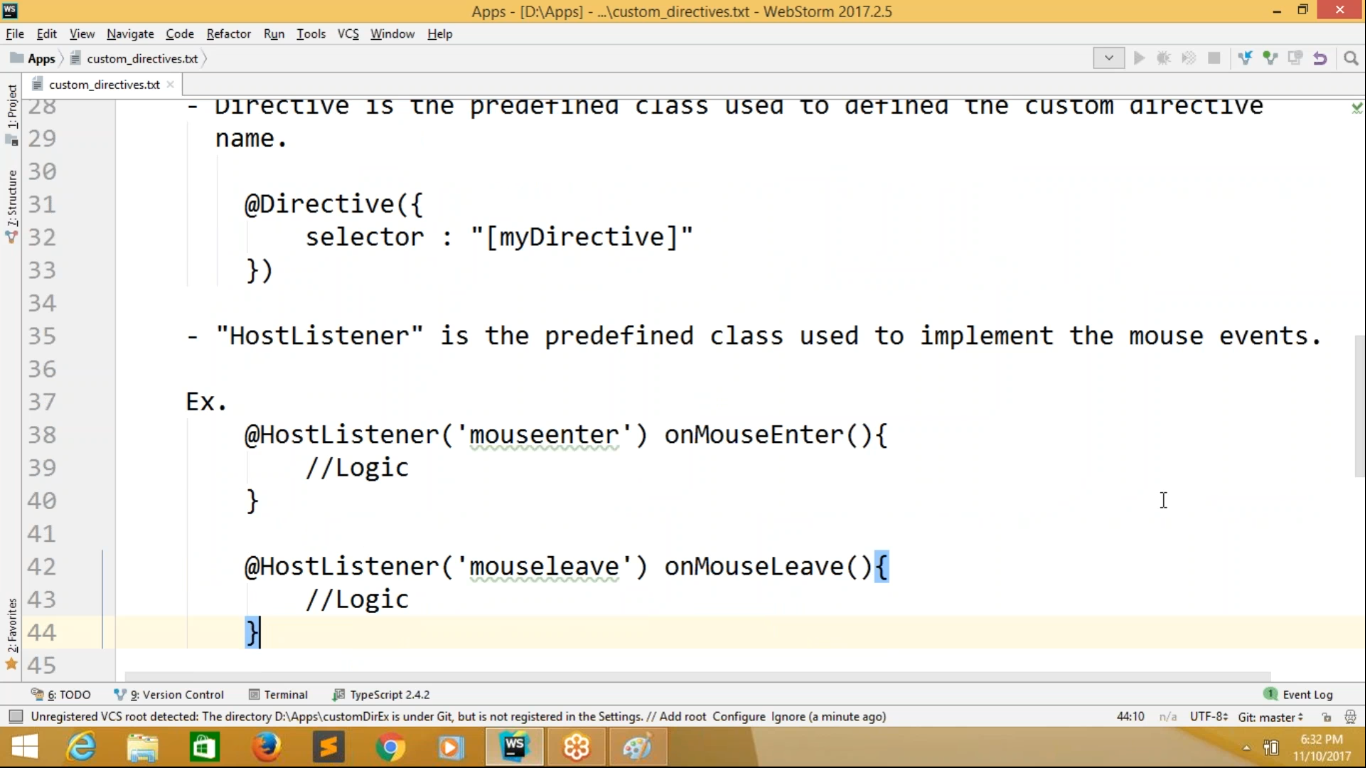 Apps - [D:\Apps] - ...\custom_directives.txt - WebStorm 2017.2.5
File Edit View Navigate Code Refactor Run Tools VCS Window Help
Apps custom_directives.txt
custom_directives.txt
1: Project
7: Structure
2: Favorites
28 - Directive is the predefined class used to defined the custom directive
29 name.
30
31 @Directive({
32 selector : "[myDirective]"
33 })
34
35 - "HostListener" is the predefined class used to implement the mouse events.
36
37 Ex.
38 @HostListener('mouseenter') onMouseEnter(){
39 //Logic
40 }
41
42 @HostListener('mouseleave') onMouseLeave(){
43 //Logic
44 }
45
6: TODO 9: Version Control Terminal TypeScript 2.4.2 1 Event Log
Unregistered VCS root detected: The directory D:\Apps\customDirEx is under Git, but is not registered in the Settings. // Add root Configure Ignore (a minute ago) 44:10 n/a UTF-8 Git: master
WS
6:32 PM
11/10/2017